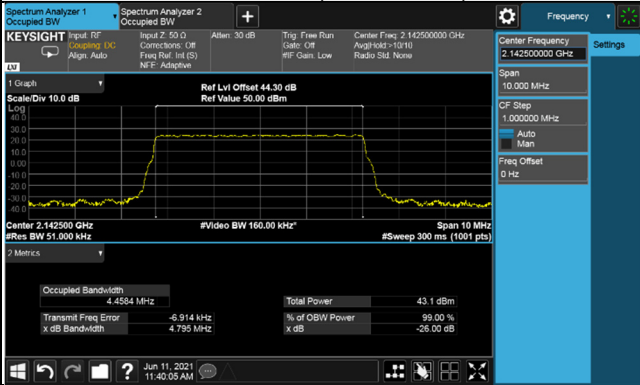 Spectrum Analyzer 1
Occupied BW
Spectrum Analyzer 2
Occupied BW
Frequency
KEYSIGHT
LXI
Input: RF
Coupling: DC
Align: Auto
Input Z: 50 Ω
Corrections: Off
Freq Ref: Int (S)
NFE: Adaptive
Atten: 30 dB
Trig: Free Run
Gate: Off
#IF Gain: Low
Center Freq: 2.142500000 GHz
Avg|Hold:>10/10
Radio Std: None
Center Frequency
2.142500000 GHz
Settings
Span
10.000 MHz
CF Step
1.000000 MHz
Auto
Man
Freq Offset
0 Hz
1 Graph
Scale/Div 10.0 dB
Ref Lvl Offset 44.30 dB
Ref Value 50.00 dBm
Log
40.0
30.0
20.0
10.0
0.00
-10.0
-20.0
-30.0
-40.0
Center 2.142500 GHz
#Res BW 51.000 kHz
#Video BW 160.00 kHz*
Span 10 MHz
#Sweep 300 ms (1001 pts)
2 Metrics
Occupied Bandwidth
4.4584 MHz
Transmit Freq Error -6.914 kHz
x dB Bandwidth 4.795 MHz
Total Power 43.1 dBm
% of OBW Power 99.00 %
x dB -26.00 dB
?
Jun 11, 2021
11:40:05 AM